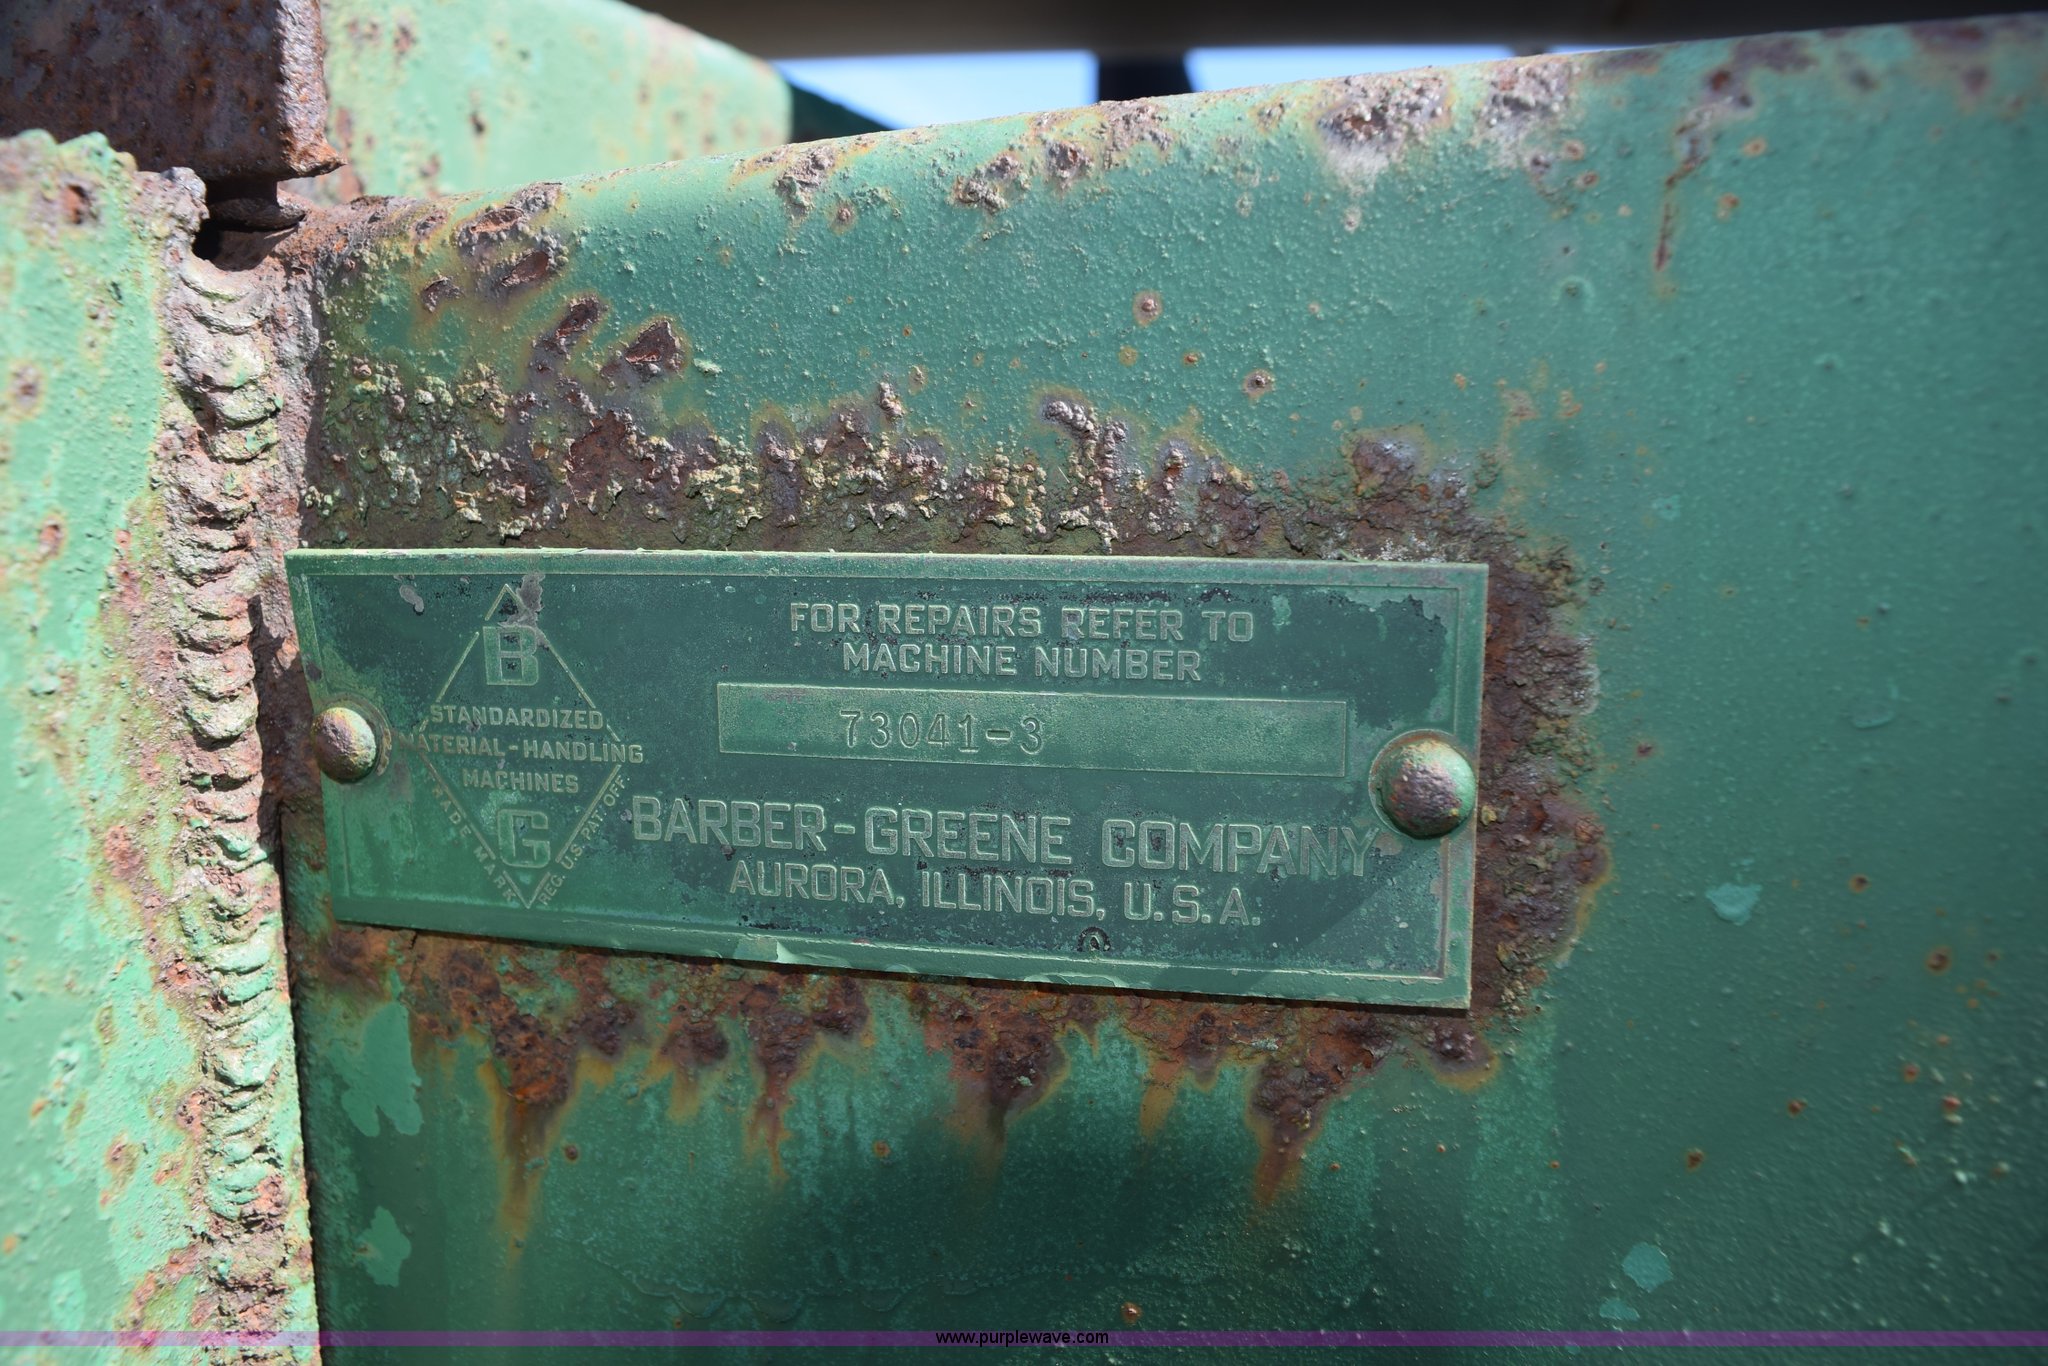 B
STANDARDIZED
MATERIAL-HANDLING
MACHINES
G
TRADE MARK
REG. U.S. PAT. OFF.
FOR REPAIRS REFER TO
MACHINE NUMBER
73041-3
BARBER-GREENE COMPANY
AURORA, ILLINOIS, U.S.A.
www.purplewave.com